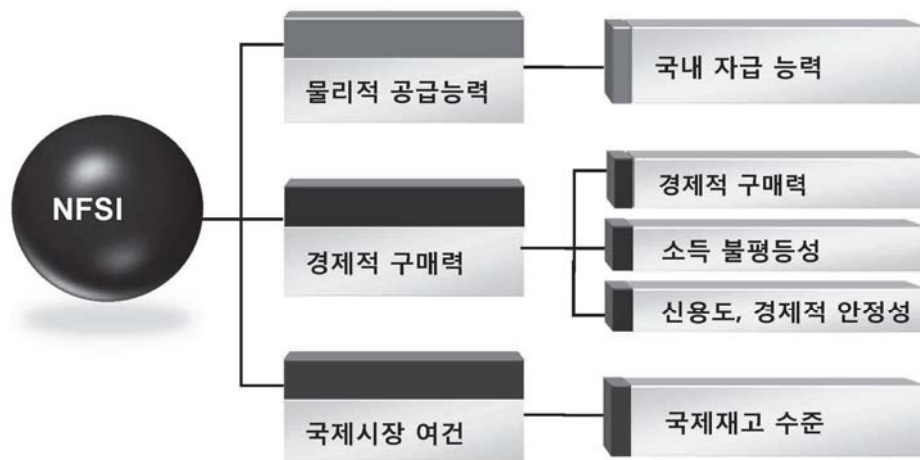 NFSI
물리적 공급능력
국내 자급 능력
경제적 구매력
경제적 구매력
소득 불평등성
신용도, 경제적 안정성
국제시장 여건
국제재고 수준